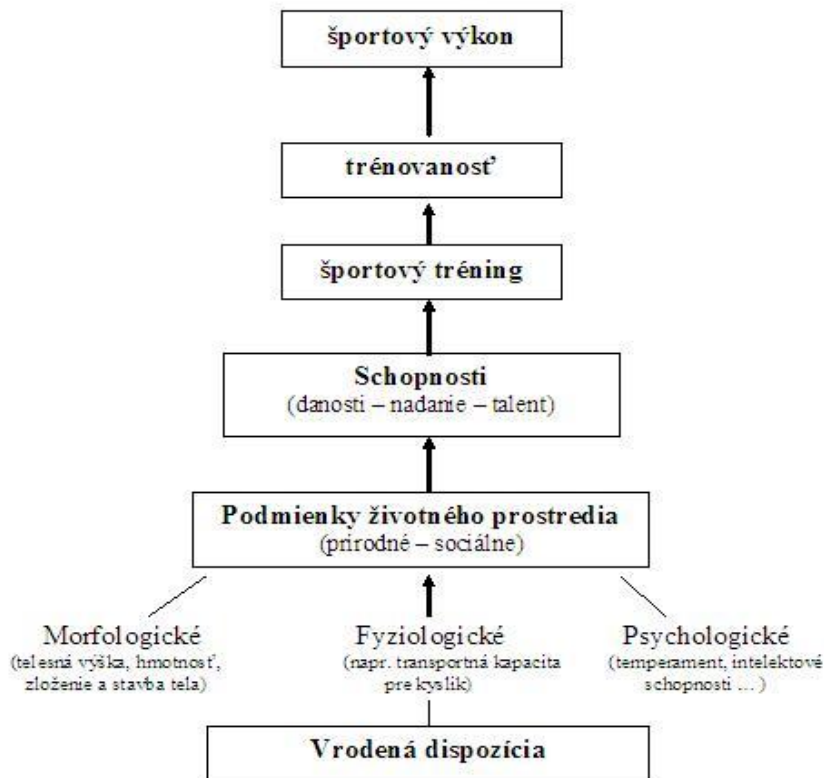 športový výkon
trénovanosť
športový tréning
Schopnosti
(danosti – nadanie – talent)
Podmienky životného prostredia
(prírodné – sociálne)
Morfologické
(telesná výška, hmotnosť,
zloženie a stavba tela)
Fyziologické
(napr. transportná kapacita
pre kyslik)
Psychologické
(temperament, intelektové
schopnosti … )
Vrodená dispozícia